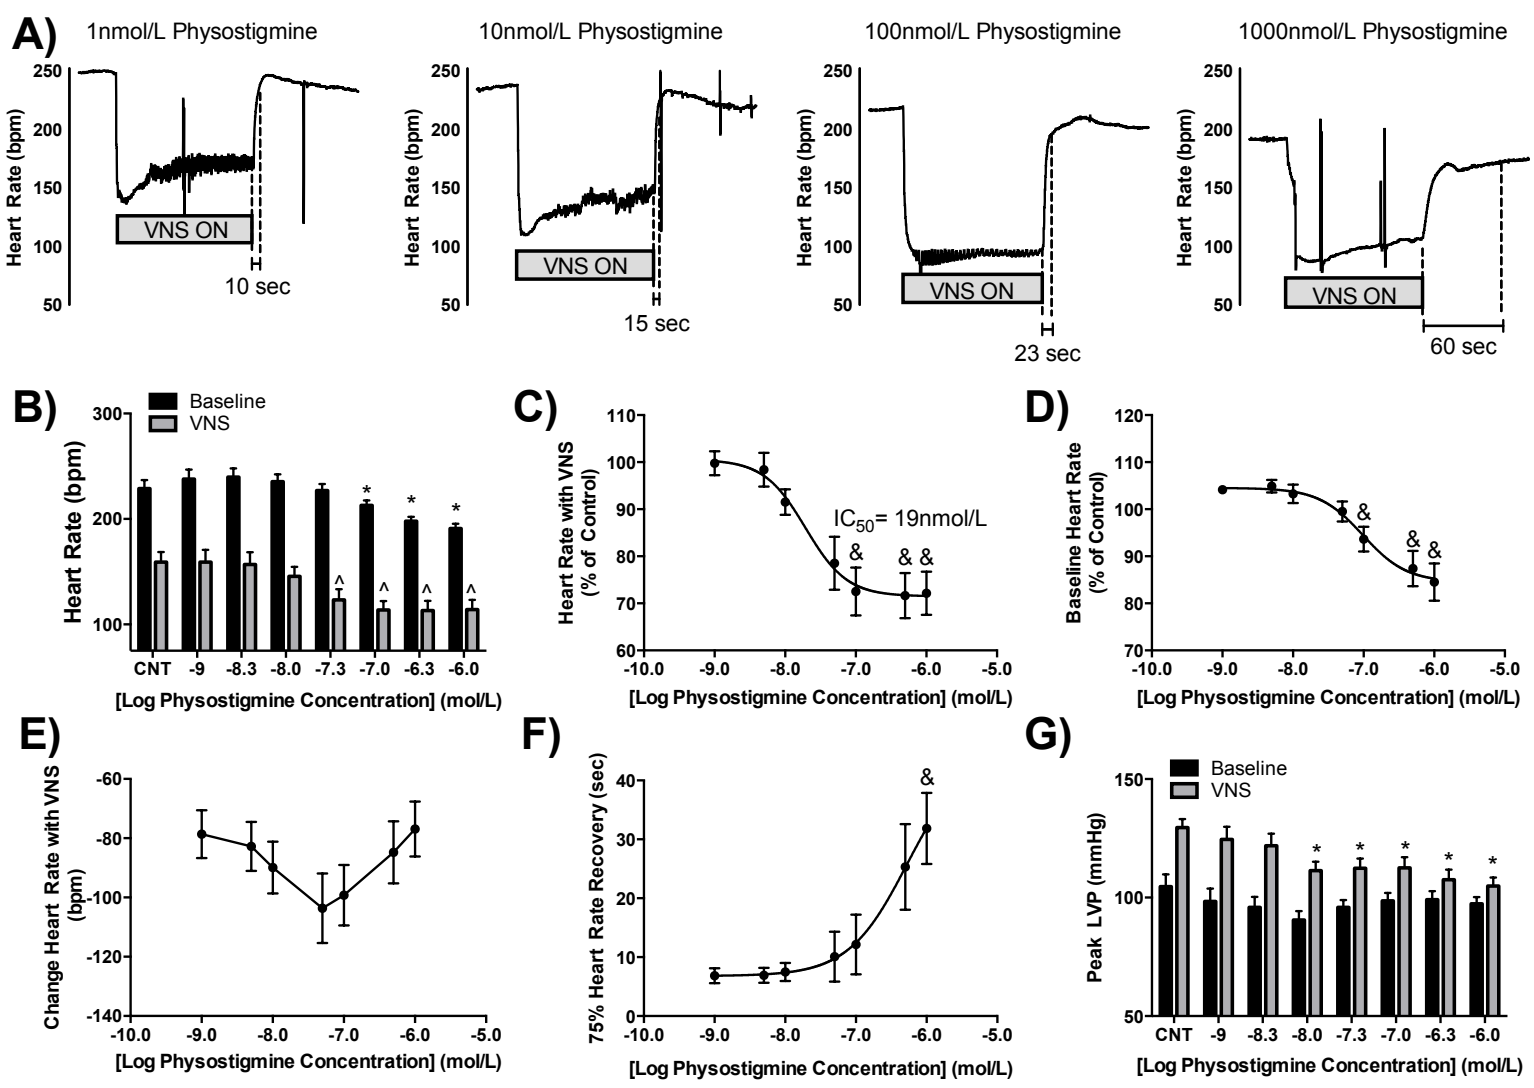 A)
1nmol/L Physostigmine
10nmol/L Physostigmine
100nmol/L Physostigmine
1000nmol/L Physostigmine
Heart Rate (bpm)
250
200
150
100
50
VNS ON
10 sec
Heart Rate (bpm)
250
200
150
100
50
VNS ON
15 sec
Heart Rate (bpm)
250
200
150
100
50
VNS ON
23 sec
Heart Rate (bpm)
250
200
150
100
50
VNS ON
60 sec
B)
Baseline
VNS
Heart Rate (bpm)
300
200
100
* * *
^ ^ ^ ^
CNT -9 -8.3 -8.0 -7.3 -7.0 -6.3 -6.0
[Log Physostigmine Concentration] (mol/L)
C)
Heart Rate with VNS
(% of Control)
110
100
90
80
70
60
IC50= 19nmol/L
& & &
-10.0 -9.0 -8.0 -7.0 -6.0 -5.0
[Log Physostigmine Concentration] (mol/L)
D)
Baseline Heart Rate
(% of Control)
120
110
100
90
80
70
& & &
-10.0 -9.0 -8.0 -7.0 -6.0 -5.0
[Log Physostigmine Concentration] (mol/L)
E)
Change Heart Rate with VNS
(bpm)
-60
-80
-100
-120
-140
-10.0 -9.0 -8.0 -7.0 -6.0 -5.0
[Log Physostigmine Concentration] (mol/L)
F)
75% Heart Rate Recovery (sec)
40
30
20
10
0
&
-10.0 -9.0 -8.0 -7.0 -6.0 -5.0
[Log Physostigmine Concentration] (mol/L)
G)
Baseline
VNS
Peak LVP (mmHg)
150
100
50
* * * * *
CNT -9 -8.3 -8.0 -7.3 -7.0 -6.3 -6.0
[Log Physostigmine Concentration] (mol/L)